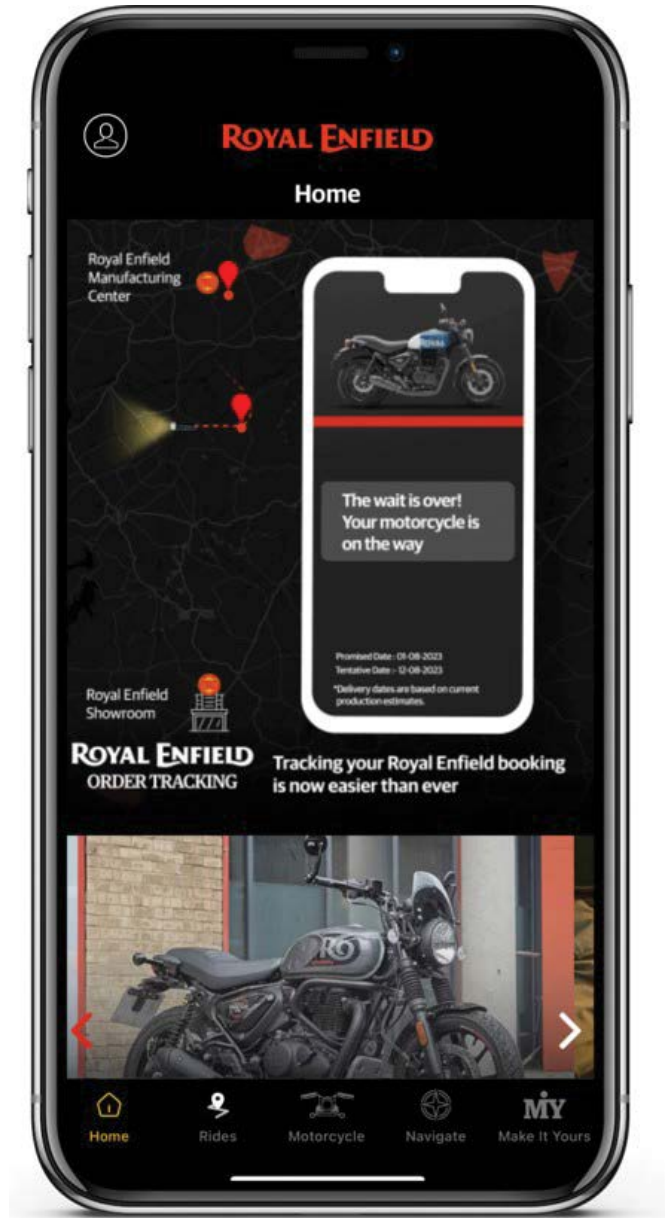 ROYAL ENFIELD
Home
Royal Enfield
Manufacturing
Center
ROYAL
The wait is over!
Your motorcycle is
on the way
Promised Date : 01-08-2023
Tentative Date :- 12-08-2023
*Delivery dates are based on current
production estimates.
Royal Enfield
Showroom
ROYAL ENFIELD
ORDER TRACKING
Tracking your Royal Enfield booking
is now easier than ever
R
Home
Rides
Motorcycle
Navigate
MiY
Make It Yours